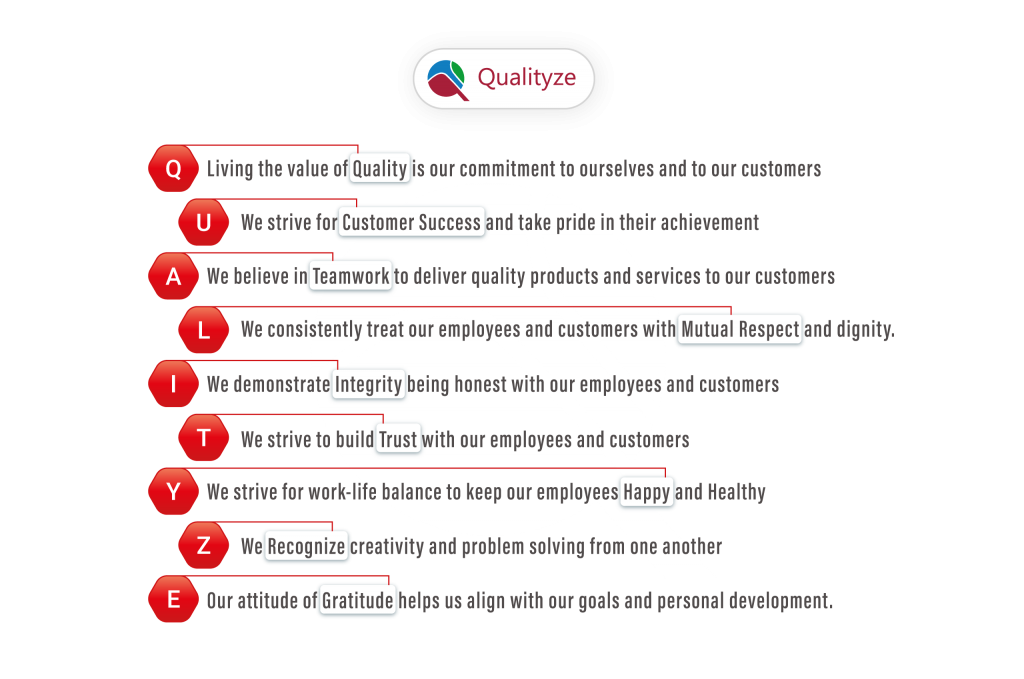 Qualityze
Q Living the value of Quality is our commitment to ourselves and to our customers
U We strive for Customer Success and take pride in their achievement
A We believe in Teamwork to deliver quality products and services to our customers
L We consistently treat our employees and customers with Mutual Respect and dignity.
I We demonstrate Integrity being honest with our employees and customers
T We strive to build Trust with our employees and customers
Y We strive for work-life balance to keep our employees Happy and Healthy
Z We Recognize creativity and problem solving from one another
E Our attitude of Gratitude helps us align with our goals and personal development.